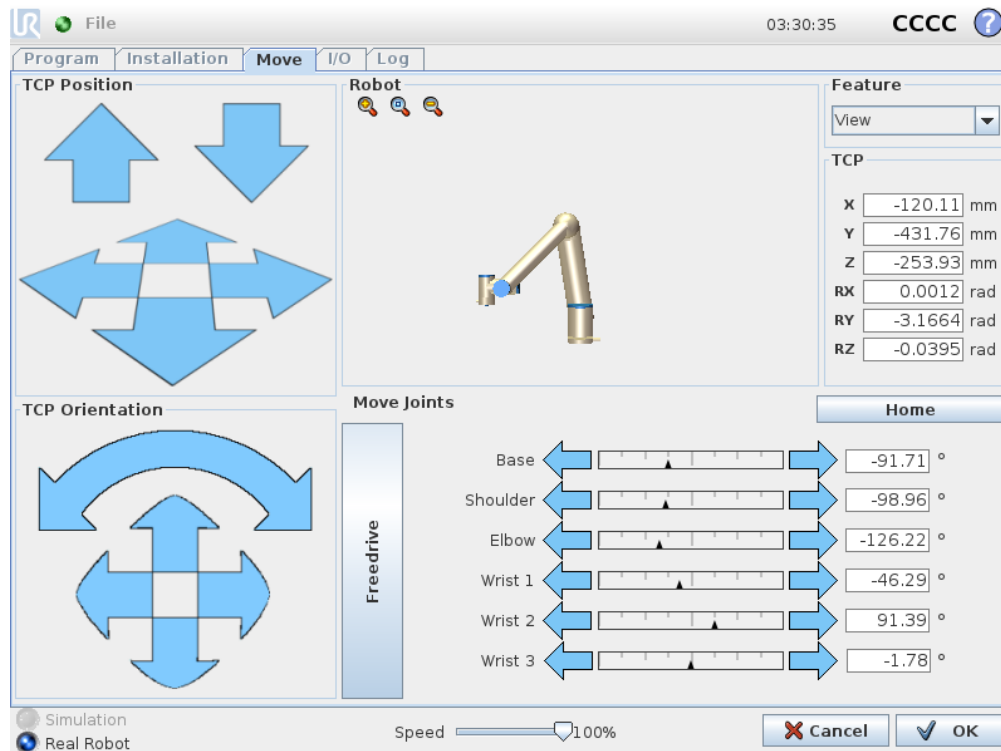 UR File 03:30:35 CCCC ?
Program Installation Move I/O Log
TCP Position
Robot
Feature
View
TCP
X -120.11 mm
Y -431.76 mm
Z -253.93 mm
RX 0.0012 rad
RY -3.1664 rad
RZ -0.0395 rad
TCP Orientation
Move Joints
Home
Freedrive
Base -91.71 °
Shoulder -98.96 °
Elbow -126.22 °
Wrist 1 -46.29 °
Wrist 2 91.39 °
Wrist 3 -1.78 °
Simulation
Real Robot
Speed 100%
Cancel
OK